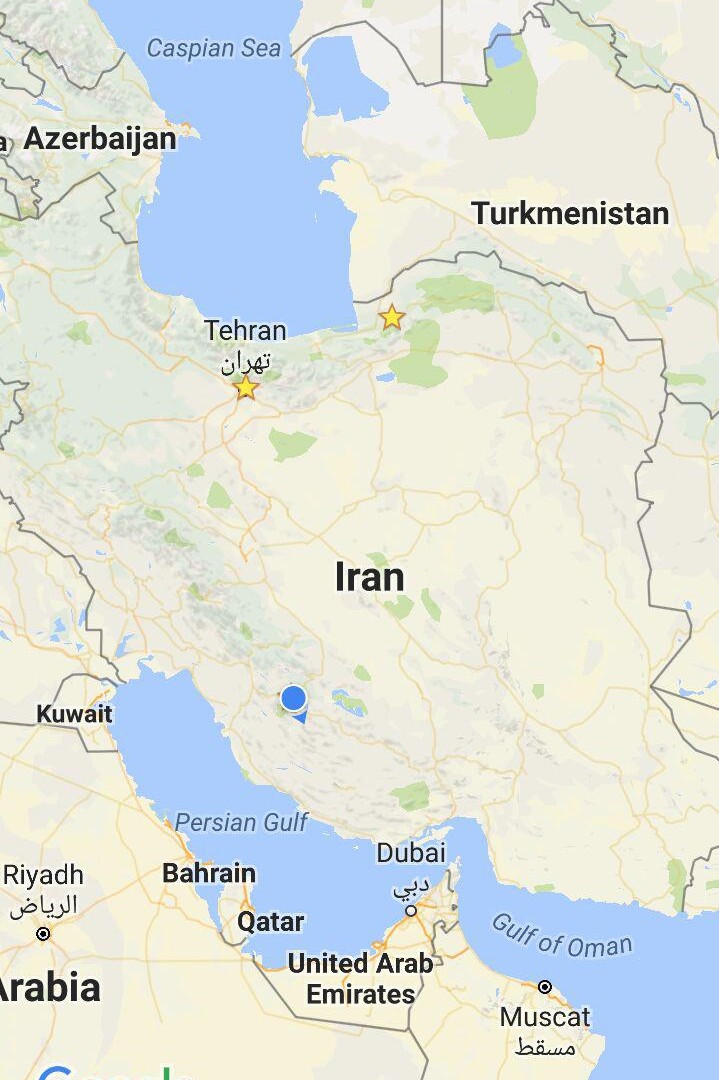 Caspian Sea
Azerbaijan
Turkmenistan
Tehran
تهران
Iran
Kuwait
Persian Gulf
Dubai
دبي
Riyadh
الرياض
Bahrain
Qatar
Gulf of Oman
United Arab
Emirates
Arabia
Muscat
مسقط